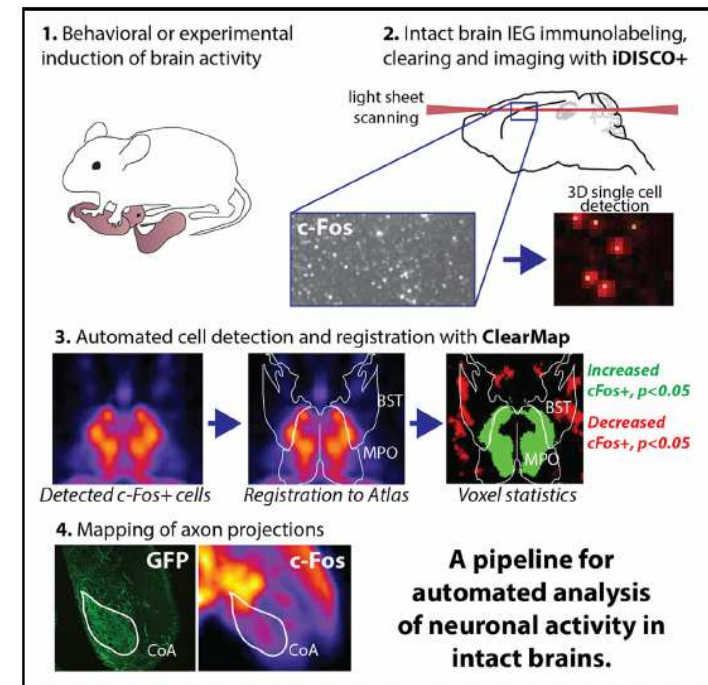 1. Behavioral or experimental
induction of brain activity
2. Intact brain IEG immunolabeling,
clearing and imaging with iDISCO+
light sheet
scanning
c-Fos
3D single cell
detection
3. Automated cell detection and registration with ClearMap
BST
MPO
BST
MPO
Increased
cFos+, p<0.05
Decreased
cFos+, p<0.05
Detected c-Fos+ cells
Registration to Atlas
Voxel statistics
4. Mapping of axon projections
GFP
CoA
c-Fos
CoA
A pipeline for
automated analysis
of neuronal activity in
intact brains.